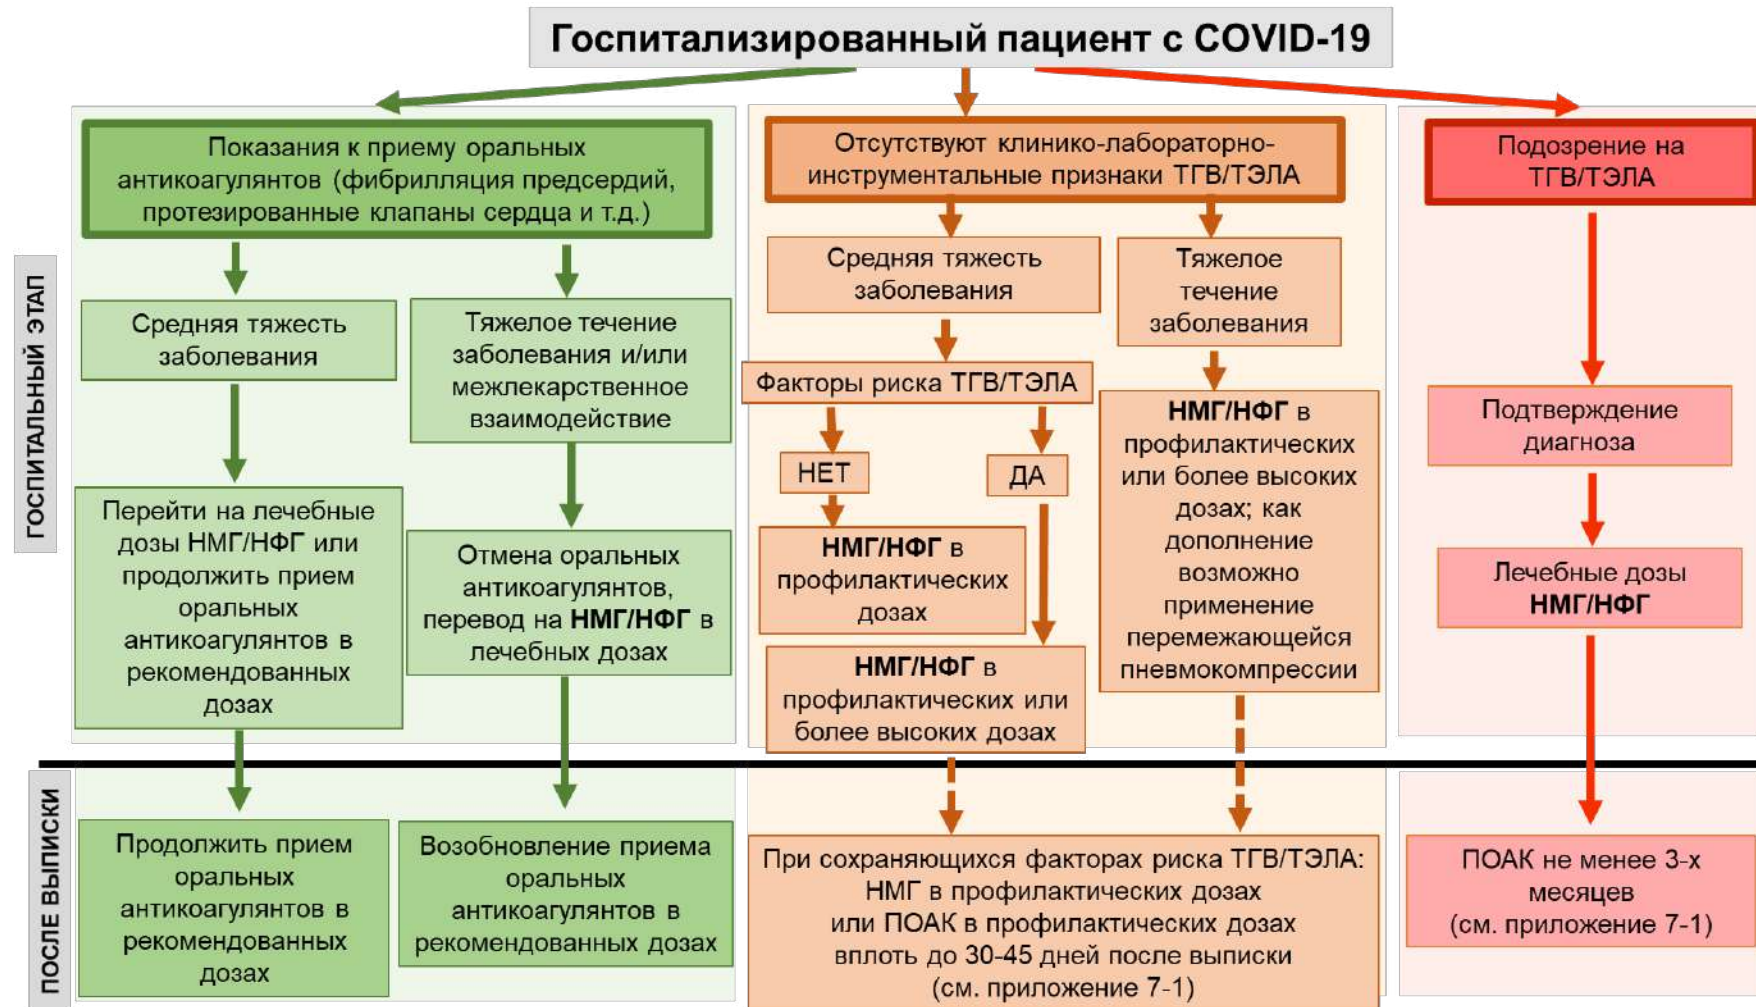 Госпитализированный пациент с COVID-19
ГОСПИТАЛЬНЫЙ ЭТАП
Показания к приему оральных
антикоагулянтов (фибрилляция предсердий,
протезированные клапаны сердца и т.д.)
Средняя тяжесть
заболевания
Перейти на лечебные
дозы НМГ/НФГ или
продолжить прием
оральных
антикоагулянтов в
рекомендованных
дозах
Тяжелое течение
заболевания и/или
межлекарственное
взаимодействие
Отмена оральных
антикоагулянтов,
перевод на НМГ/НФГ в
лечебных дозах
Отсутствуют клинико-лабораторно-
инструментальные признаки ТГВ/ТЭЛА
Средняя тяжесть
заболевания
Факторы риска ТГВ/ТЭЛА
НЕТ
ДА
НМГ/НФГ в
профилактических
дозах
НМГ/НФГ в
профилактических или
более высоких дозах
Тяжелое
течение
заболевания
НМГ/НФГ в
профилактических
или более высоких
дозах; как
дополнение
возможно
применение
перемежающейся
пневмокомпрессии
Подозрение на
ТГВ/ТЭЛА
Подтверждение
диагноза
Лечебные дозы
НМГ/НФГ
ПОСЛЕ ВЫПИСКИ
Продолжить прием
оральных
антикоагулянтов в
рекомендованных
дозах
Возобновление приема
оральных
антикоагулянтов в
рекомендованных дозах
При сохраняющихся факторах риска ТГВ/ТЭЛА:
НМГ в профилактических дозах
или ПОАК в профилактических дозах
вплоть до 30-45 дней после выписки
(см. приложение 7-1)
ПОАК не менее 3-х
месяцев
(см. приложение 7-1)